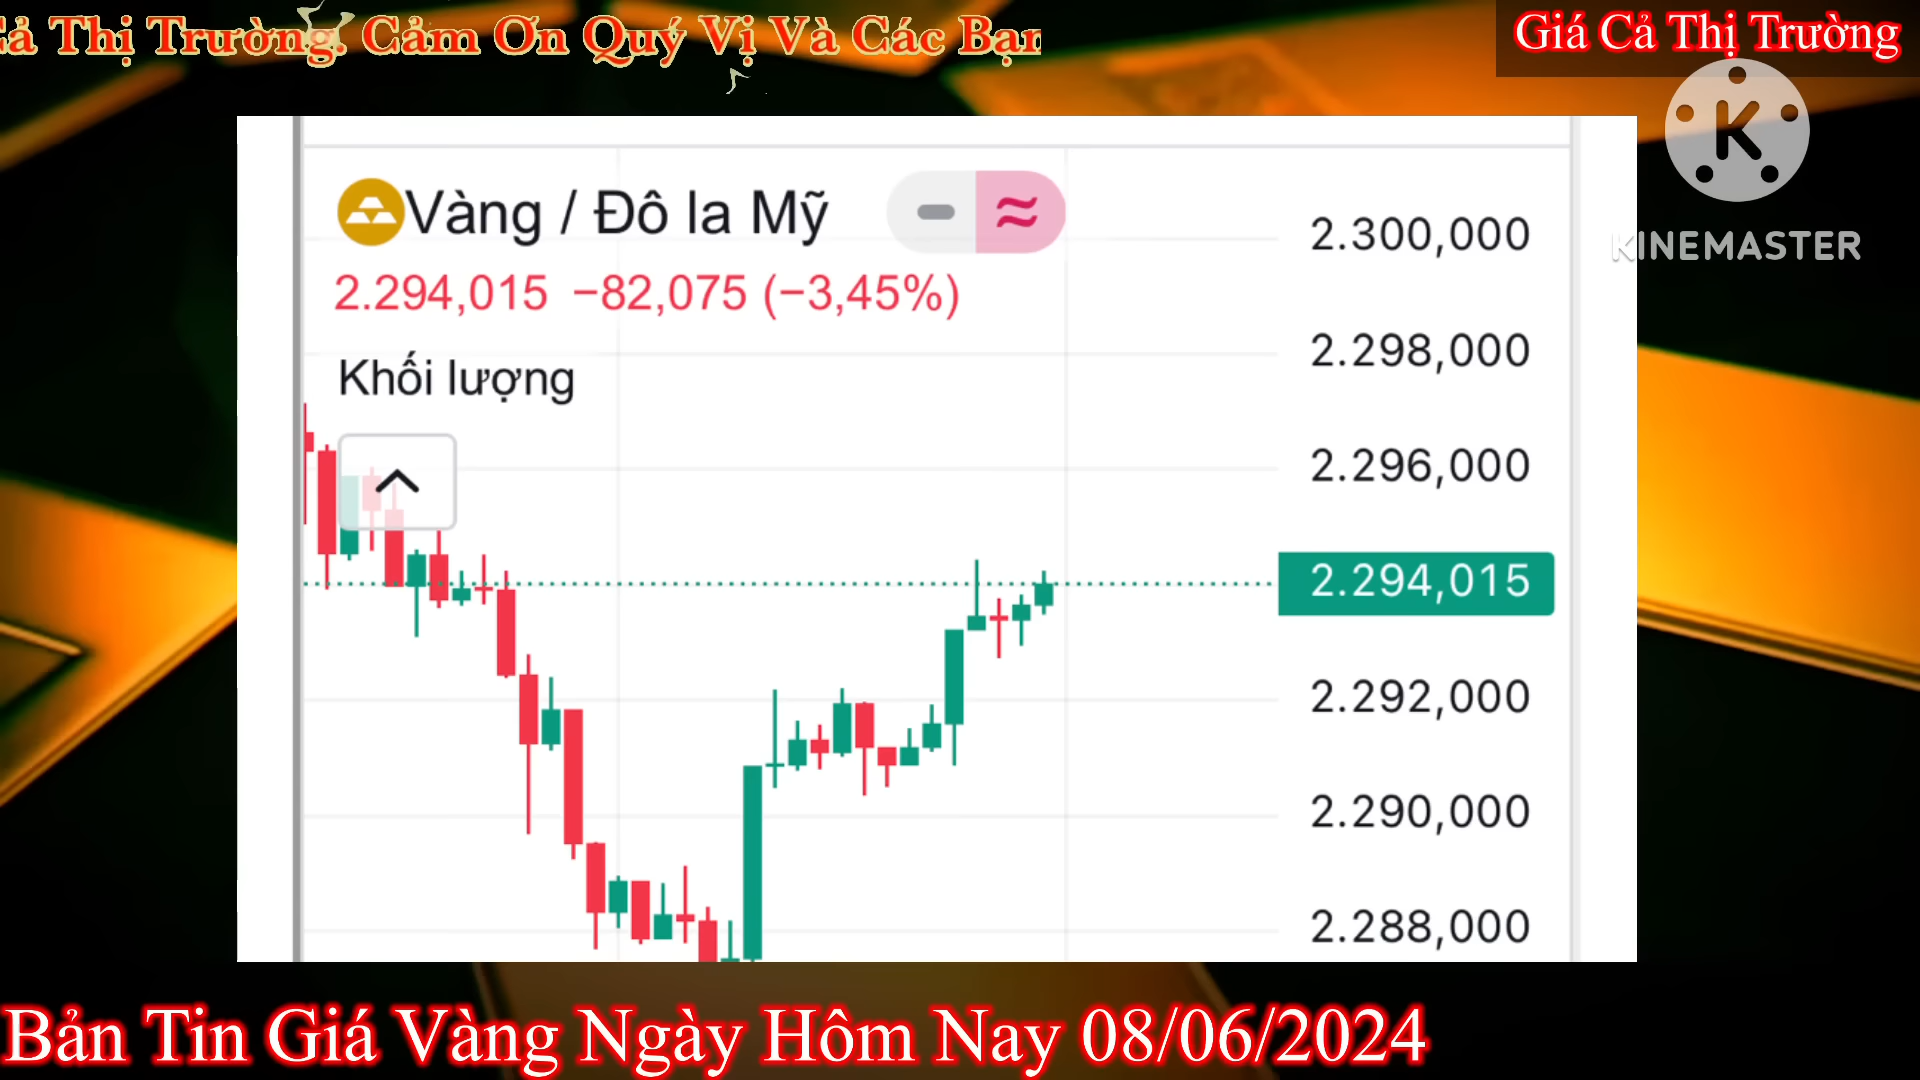 ả Thị Trường. Cảm Ơn Quý Vị Và Các Bạn
Giá Cả Thị Trường
KINEMASTER
Vàng / Đô la Mỹ
2.294,015 −82,075 (−3,45%)
Khối lượng
2.300,000
2.298,000
2.296,000
2.294,015
2.292,000
2.290,000
2.288,000
Bản Tin Giá Vàng Ngày Hôm Nay 08/06/2024